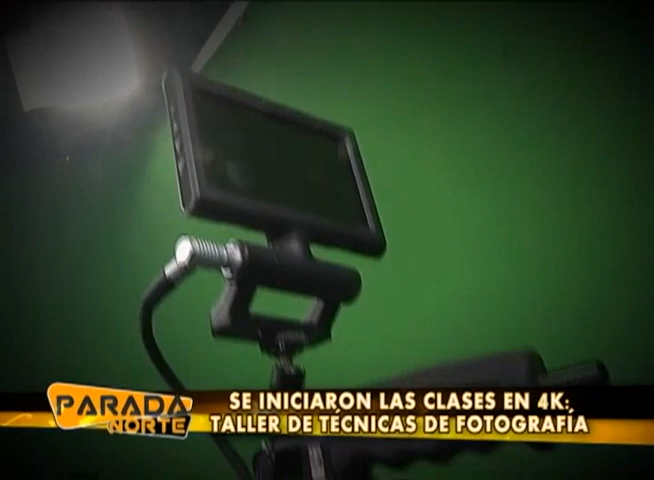 PARADA
NORTE
SE INICIARON LAS CLASES EN 4K:
TALLER DE TÉCNICAS DE FOTOGRAFÍA